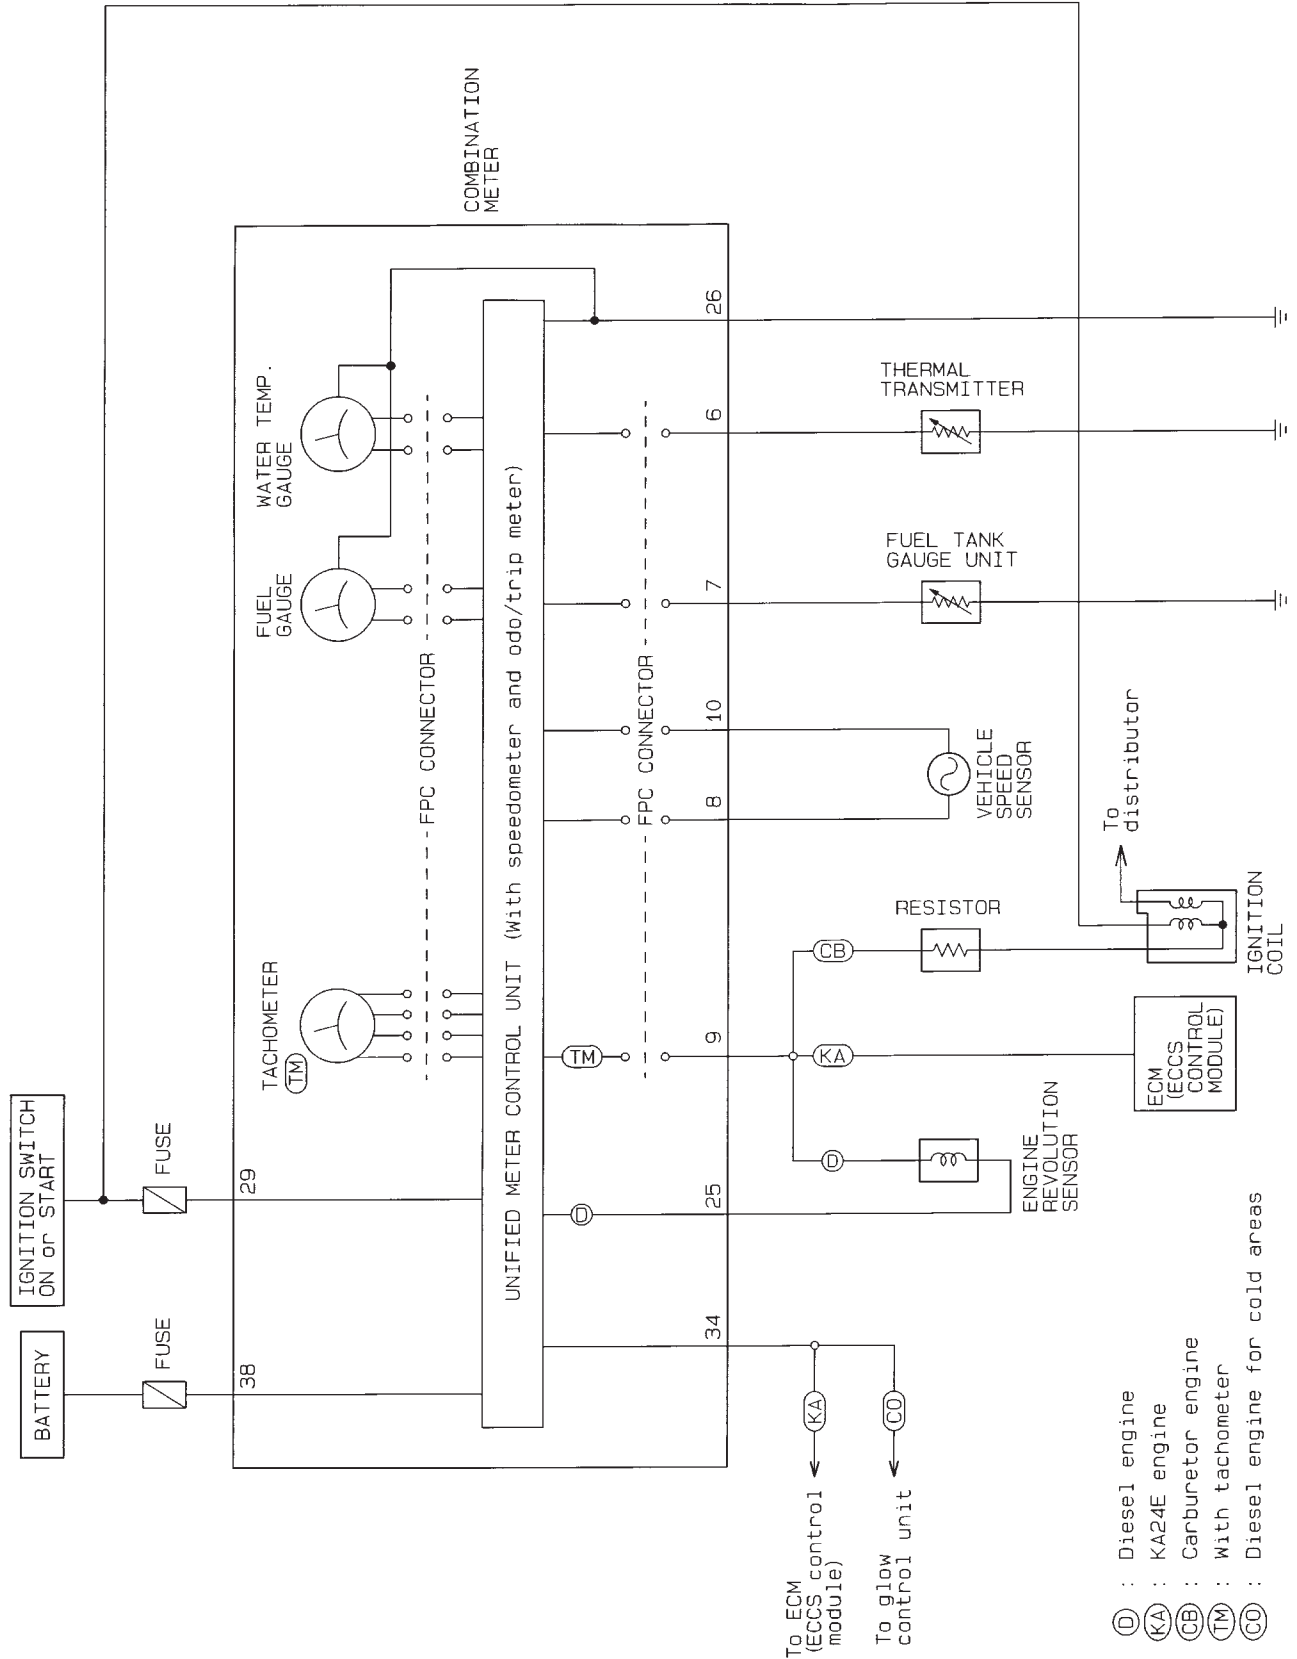 BATTERY
IGNITION SWITCH
ON or START
FUSE
FUSE
38
29
TACHOMETER
TM
FUEL
GAUGE
WATER TEMP.
GAUGE
COMBINATION
METER
FPC CONNECTOR
UNIFIED METER CONTROL UNIT (With speedometer and odo/trip meter)
D
TM
FPC CONNECTOR
34
25
9
8
10
7
6
26
KA
CO
D
KA
CB
To ECM
(ECCS control
module)
To glow
control unit
ENGINE
REVOLUTION
SENSOR
ECM
(ECCS
CONTROL
MODULE)
RESISTOR
IGNITION
COIL
To
distributor
VEHICLE
SPEED
SENSOR
FUEL TANK
GAUGE UNIT
THERMAL
TRANSMITTER
D : Diesel engine
KA : KA24E engine
CB : Carburetor engine
TM : With tachometer
CO : Diesel engine for cold areas